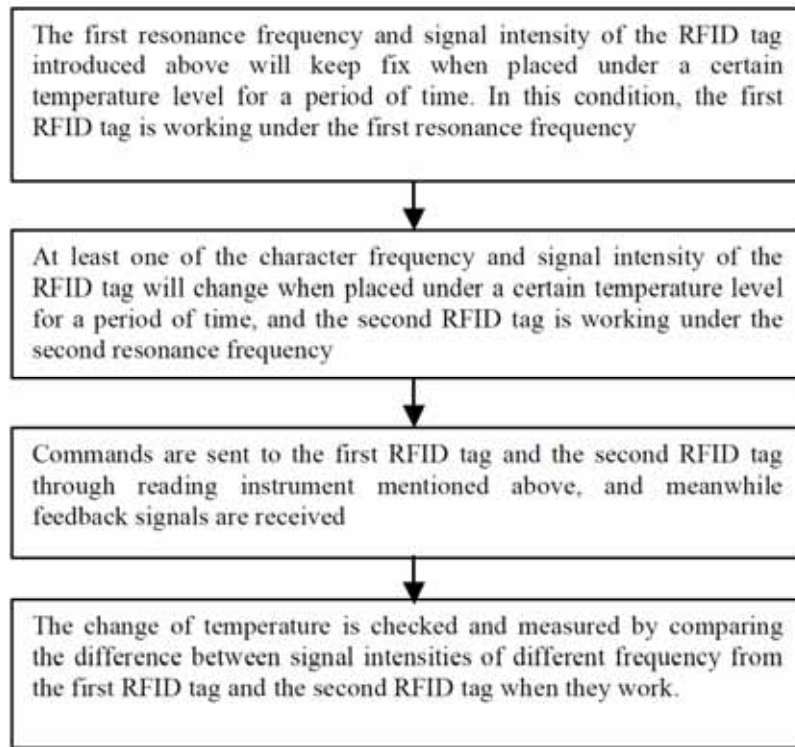 The first resonance frequency and signal intensity of the RFID tag
introduced above will keep fix when placed under a certain
temperature level for a period of time. In this condition, the first
RFID tag is working under the first resonance frequency
At least one of the character frequency and signal intensity of the
RFID tag will change when placed under a certain temperature level
for a period of time, and the second RFID tag is working under the
second resonance frequency
Commands are sent to the first RFID tag and the second RFID tag
through reading instrument mentioned above, and meanwhile
feedback signals are received
The change of temperature is checked and measured by comparing
the difference between signal intensities of different frequency from
the first RFID tag and the second RFID tag when they work.